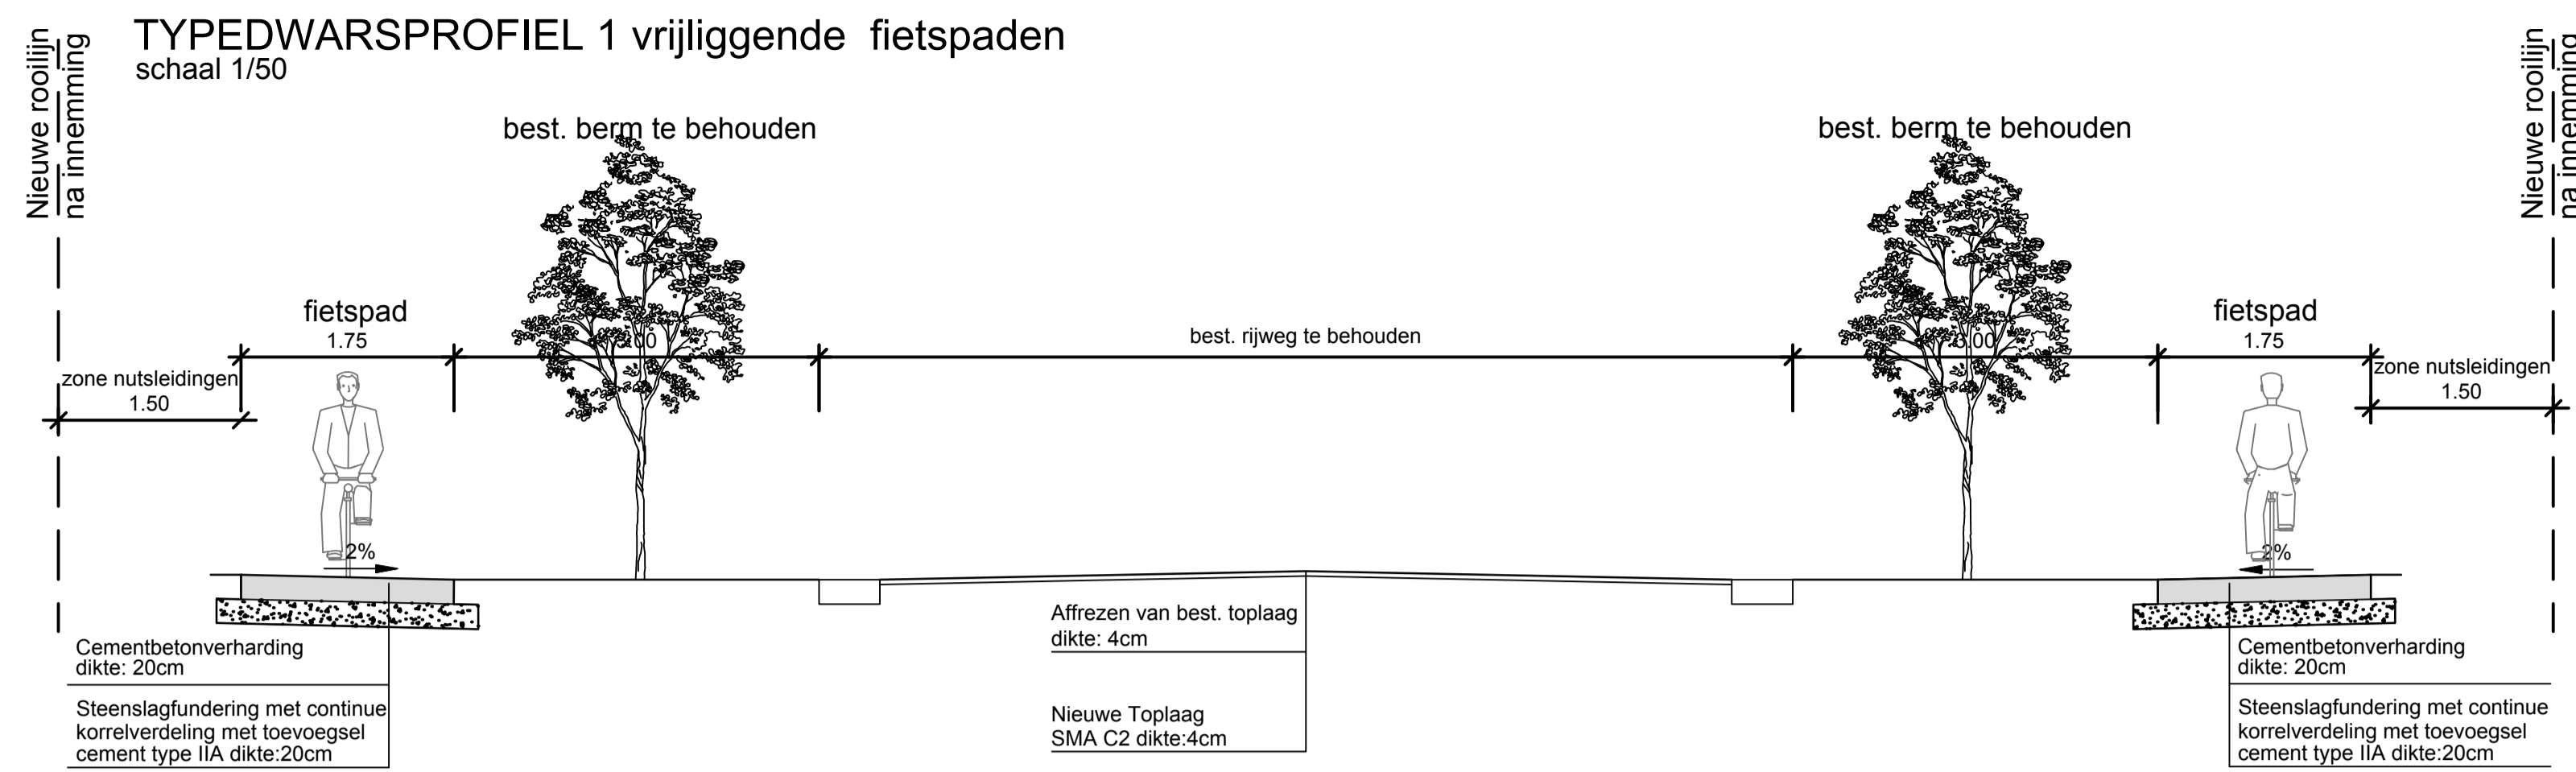 TYPEDWARSPROFIEL 1 vrijliggende fietspaden
schaal 1/50
Nieuwe rooilijn
na innemming
best. berm te behouden
best. berm te behouden
Nieuwe rooilijn
na innemming
fietspad
1.75
best. rijweg te behouden
3.00
fietspad
1.75
zone nutsleidingen
1.50
zone nutsleidingen
1.50
2%
2%
Cementbetonverharding
dikte: 20cm
Steenslagfundering met continue
korrelverdeling met toevoegsel
cement type IIA dikte:20cm
Affrezen van best. toplaag
dikte: 4cm
Nieuwe Toplaag
SMA C2 dikte:4cm
Cementbetonverharding
dikte: 20cm
Steenslagfundering met continue
korrelverdeling met toevoegsel
cement type IIA dikte:20cm